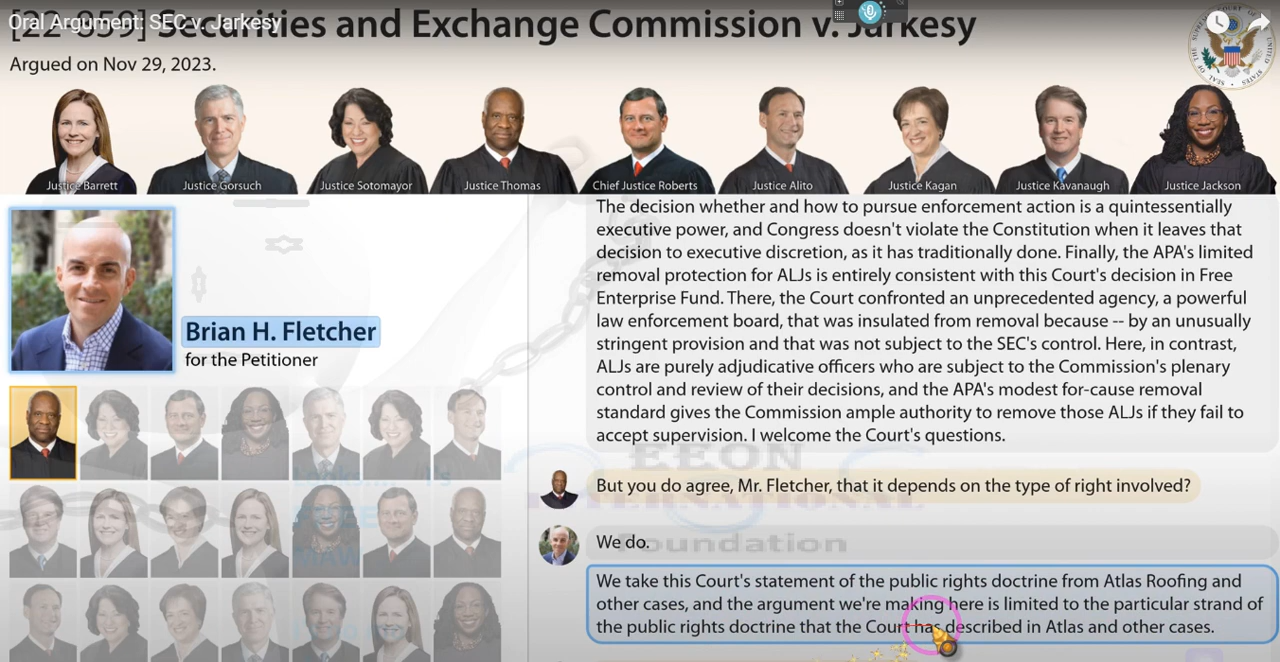 [22-859] Securities and Exchange Commission v. Jarkesy
Oral Argument: SEC v. Jarkesy
Argued on Nov 29, 2023.
Justice Barrett
Justice Gorsuch
Justice Sotomayor
Justice Thomas
Chief Justice Roberts
Justice Alito
Justice Kagan
Justice Kavanaugh
Justice Jackson
Brian H. Fletcher
for the Petitioner
The decision whether and how to pursue enforcement action is a quintessentially
executive power, and Congress doesn't violate the Constitution when it leaves that
decision to executive discretion, as it has traditionally done. Finally, the APA's limited
removal protection for ALJs is entirely consistent with this Court's decision in Free
Enterprise Fund. There, the Court confronted an unprecedented agency, a powerful
law enforcement board, that was insulated from removal because -- by an unusually
stringent provision and that was not subject to the SEC's control. Here, in contrast,
ALJs are purely adjudicative officers who are subject to the Commission's plenary
control and review of their decisions, and the APA's modest for-cause removal
standard gives the Commission ample authority to remove those ALJs if they fail to
accept supervision. I welcome the Court's questions.
EEON
INTERNATIONAL
Foundation
But you do agree, Mr. Fletcher, that it depends on the type of right involved?
We do.
We take this Court's statement of the public rights doctrine from Atlas Roofing and
other cases, and the argument we're making here is limited to the particular strand of
the public rights doctrine that the Court has described in Atlas and other cases.